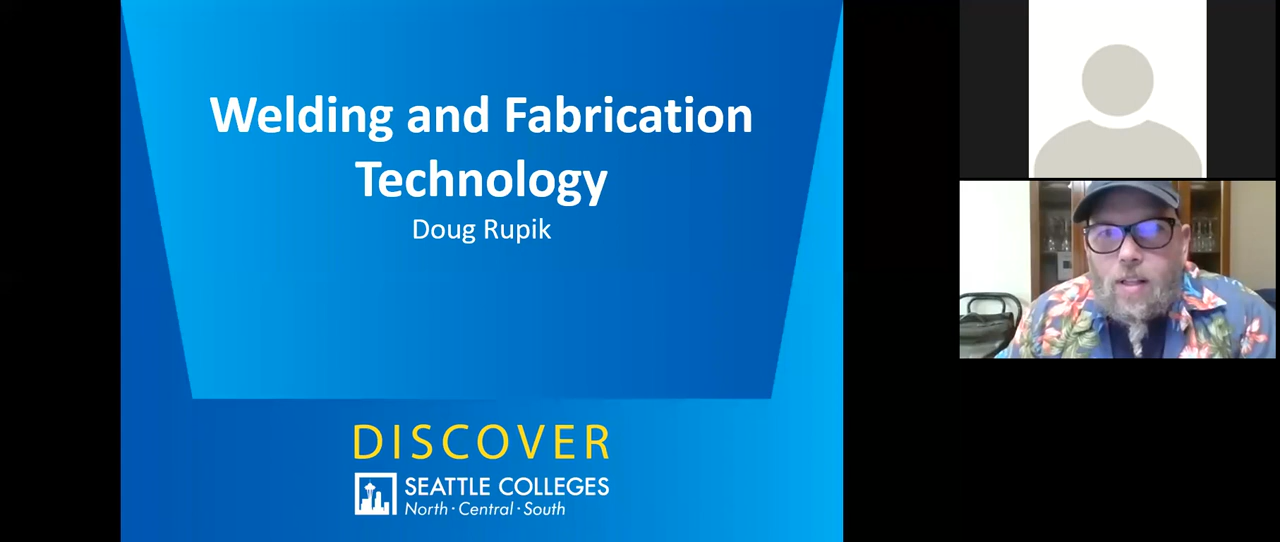 Welding and Fabrication
Technology
Doug Rupik
DISCOVER
SEATTLE COLLEGES
North · Central · South